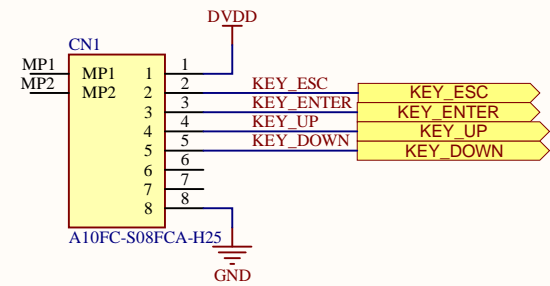 DVDD
CN1
MP1 MP1 1 1
MP2 MP2 2 2 KEY_ESC KEY_ESC
3 3 KEY_ENTER KEY_ENTER
4 4 KEY_UP KEY_UP
5 5 KEY_DOWN KEY_DOWN
6 6
7 7
8 8
A10FC-S08FCA-H25
GND